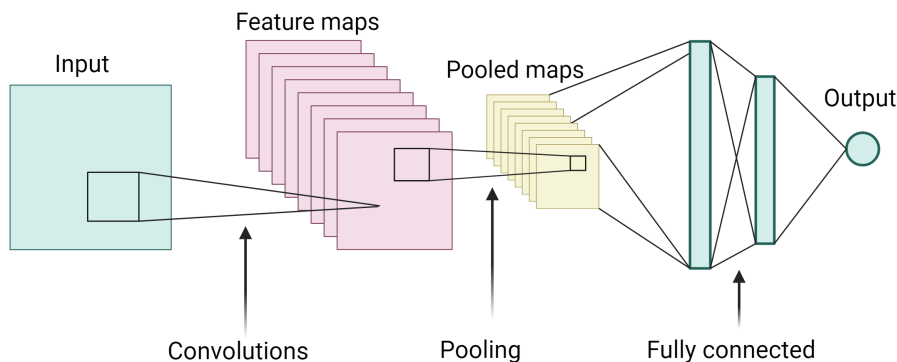 Feature maps
Input
Pooled maps
Output
Convolutions
Pooling
Fully connected